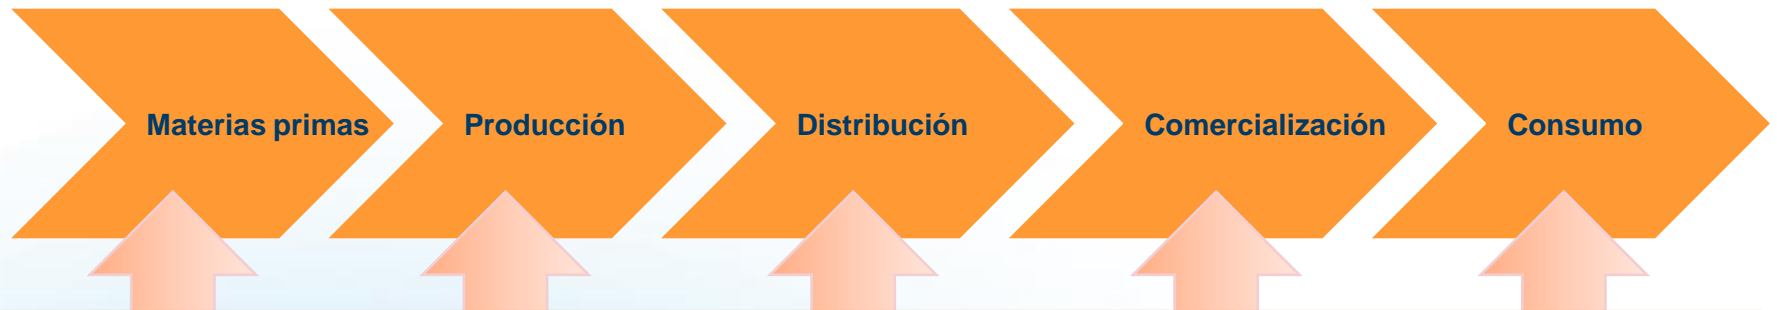 Materias primas
Producción
Distribución
Comercialización
Consumo